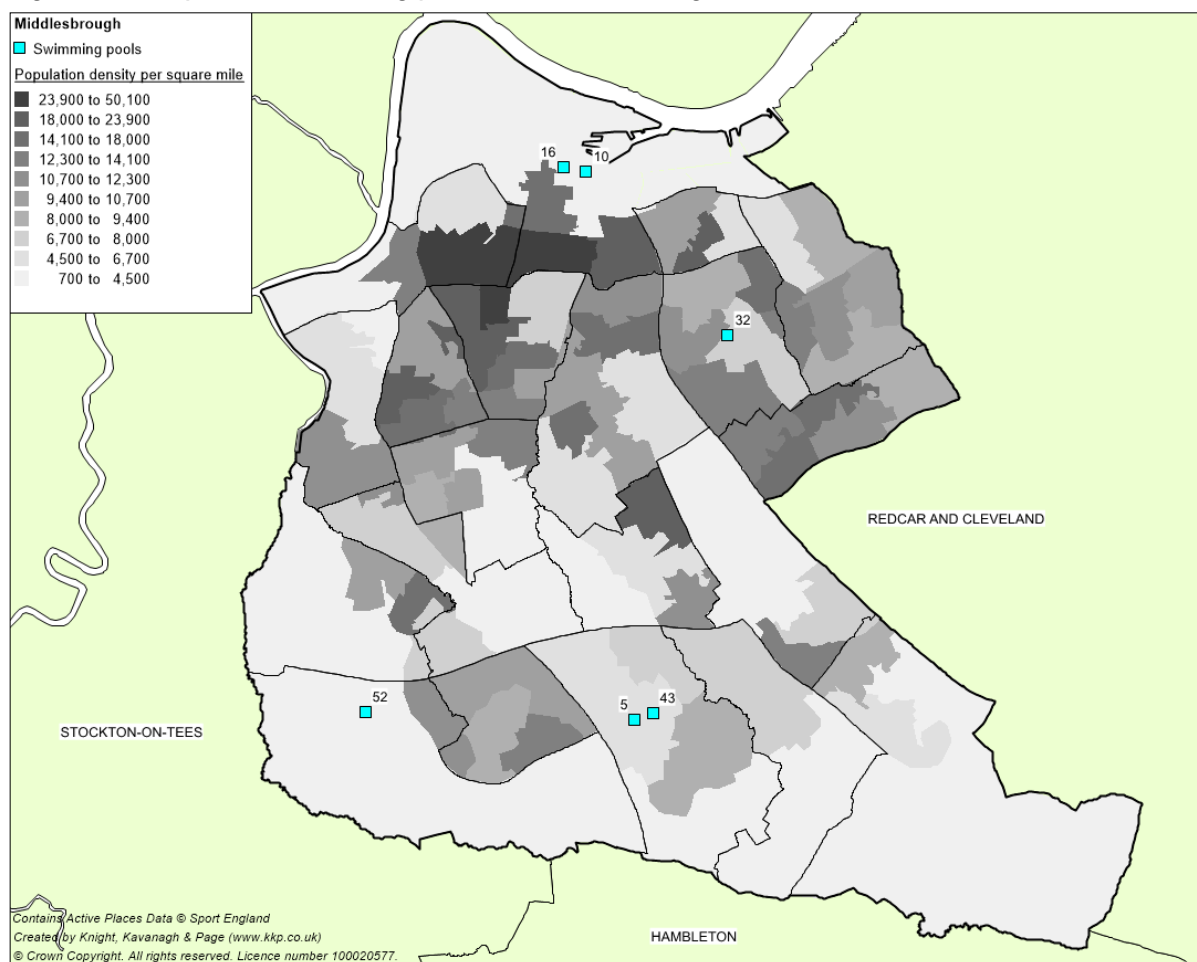 Middlesbrough
Swimming pools
Population density per square mile
23,900 to 50,100
18,000 to 23,900
14,100 to 18,000
12,300 to 14,100
10,700 to 12,300
9,400 to 10,700
8,000 to 9,400
6,700 to 8,000
4,500 to 6,700
700 to 4,500
16
10
32
REDCAR AND CLEVELAND
52
5
43
STOCKTON-ON-TEES
HAMBLETON
Contains Active Places Data © Sport England
Created by Knight, Kavanagh & Page (www.kkp.co.uk)
© Crown Copyright. All rights reserved. Licence number 100020577.